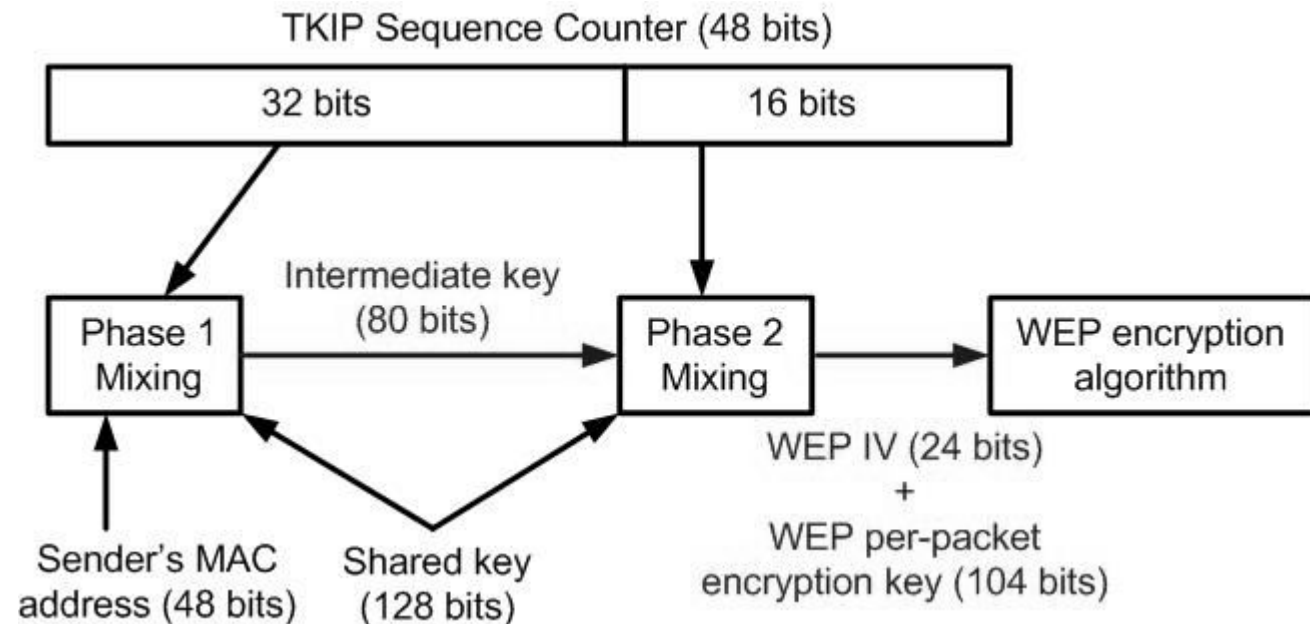 TKIP Sequence Counter (48 bits)
32 bits
16 bits
Intermediate key
(80 bits)
Phase 1
Mixing
Phase 2
Mixing
WEP encryption
algorithm
WEP IV (24 bits)
+
WEP per-packet
encryption key (104 bits)
Sender's MAC
address (48 bits)
Shared key
(128 bits)